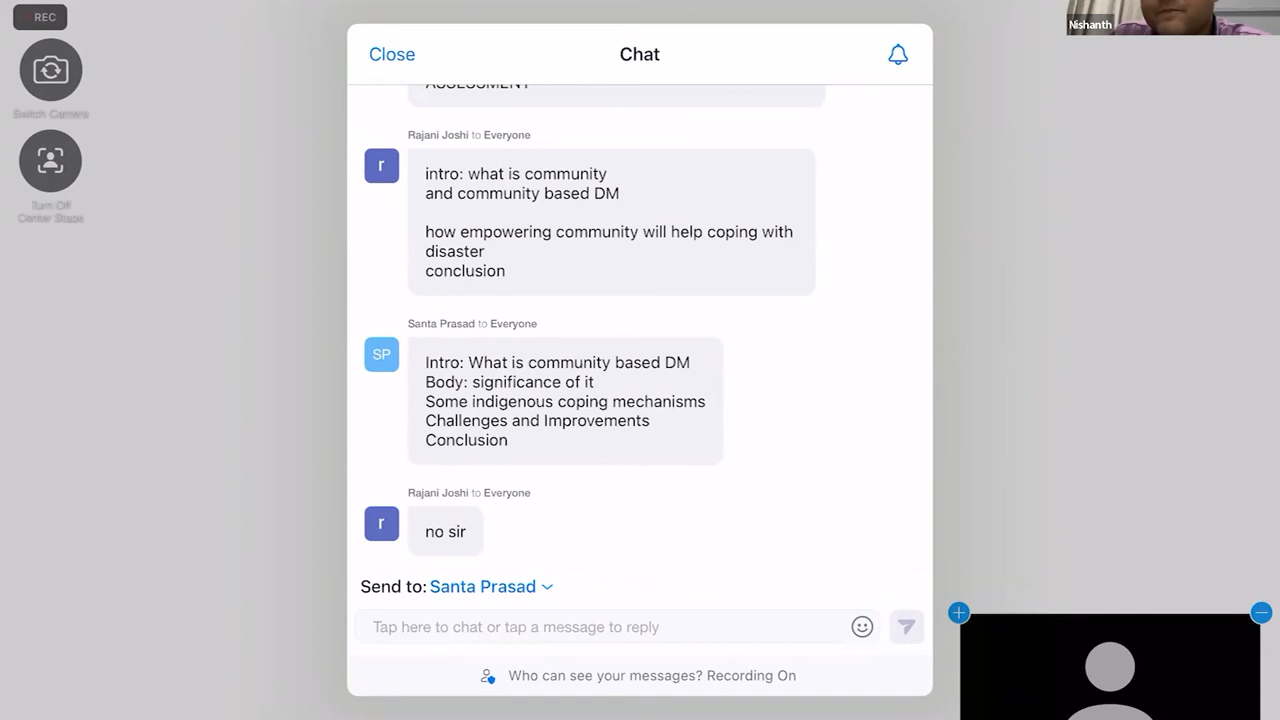 REC
Switch Camera
Turn Off
Center Stage
Nishanth
Close
Chat
ASSESSMENT
Rajani Joshi to Everyone
r
intro: what is community
and community based DM
how empowering community will help coping with
disaster
conclusion
Santa Prasad to Everyone
SP
Intro: What is community based DM
Body: significance of it
Some indigenous coping mechanisms
Challenges and Improvements
Conclusion
Rajani Joshi to Everyone
r
no sir
Send to: Santa Prasad
Tap here to chat or tap a message to reply
Who can see your messages? Recording On